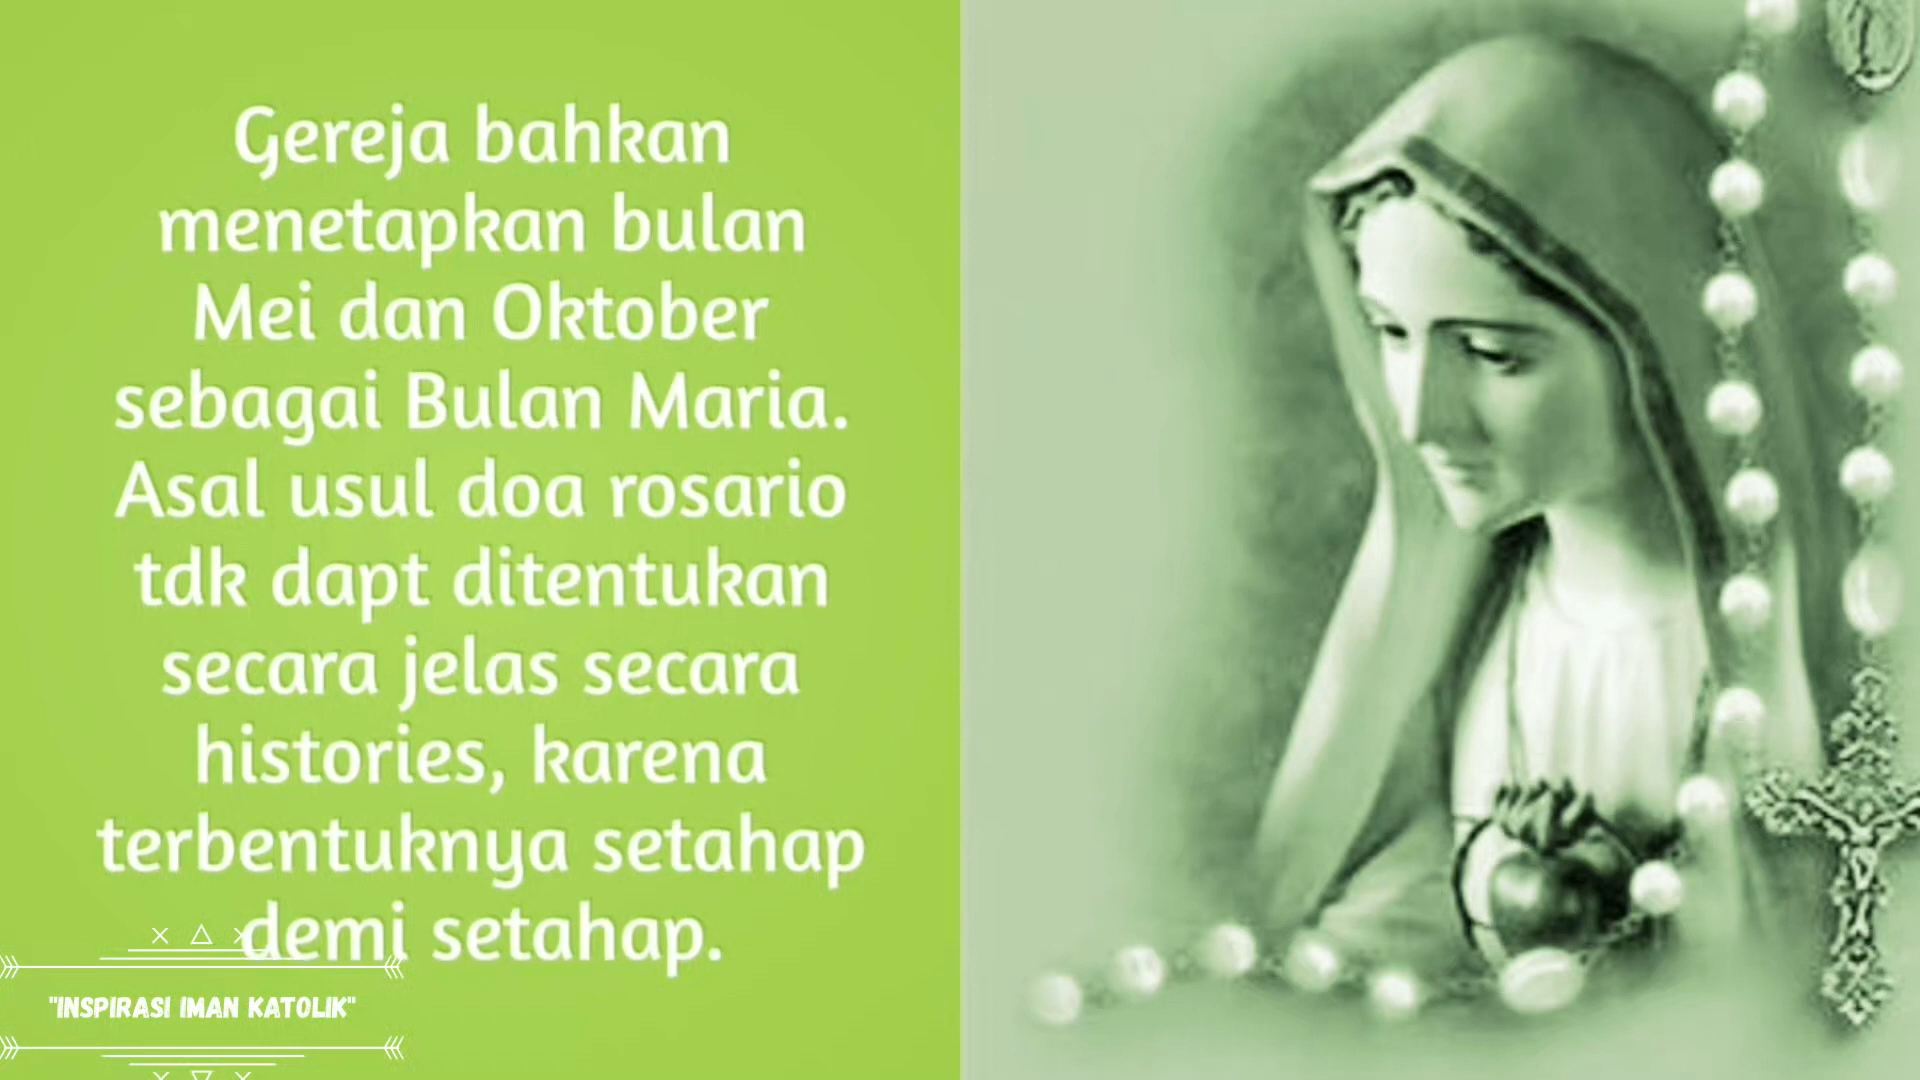 Gereja bahkan
menetapkan bulan
Mei dan Oktober
sebagai Bulan Maria.
Asal usul doa rosario
tdk dapt ditentukan
secara jelas secara
histories, karena
terbentuknya setahap
demi setahap.
"INSPIRASI IMAN KATOLIK"